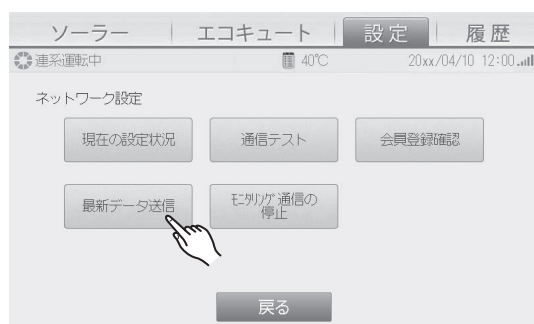 ソーラー エコキュート 設定 履歴
連系運転中 40℃ 20xx/04/10 12:00
ネットワーク設定
現在の設定状況 通信テスト 会員登録確認
最新データ送信 ﾓﾆﾀﾘﾝｸﾞ通信の
停止
戻る